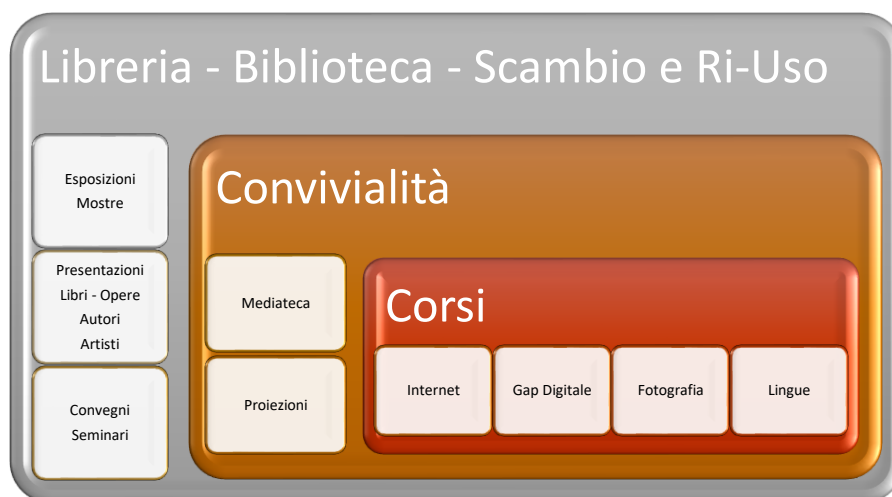 Libreria - Biblioteca - Scambio e Ri-Uso
Esposizioni
Mostre
Presentazioni
Libri - Opere
Autori
Artisti
Convegni
Seminari
Convivialità
Mediateca
Proiezioni
Corsi
Internet
Gap Digitale
Fotografia
Lingue